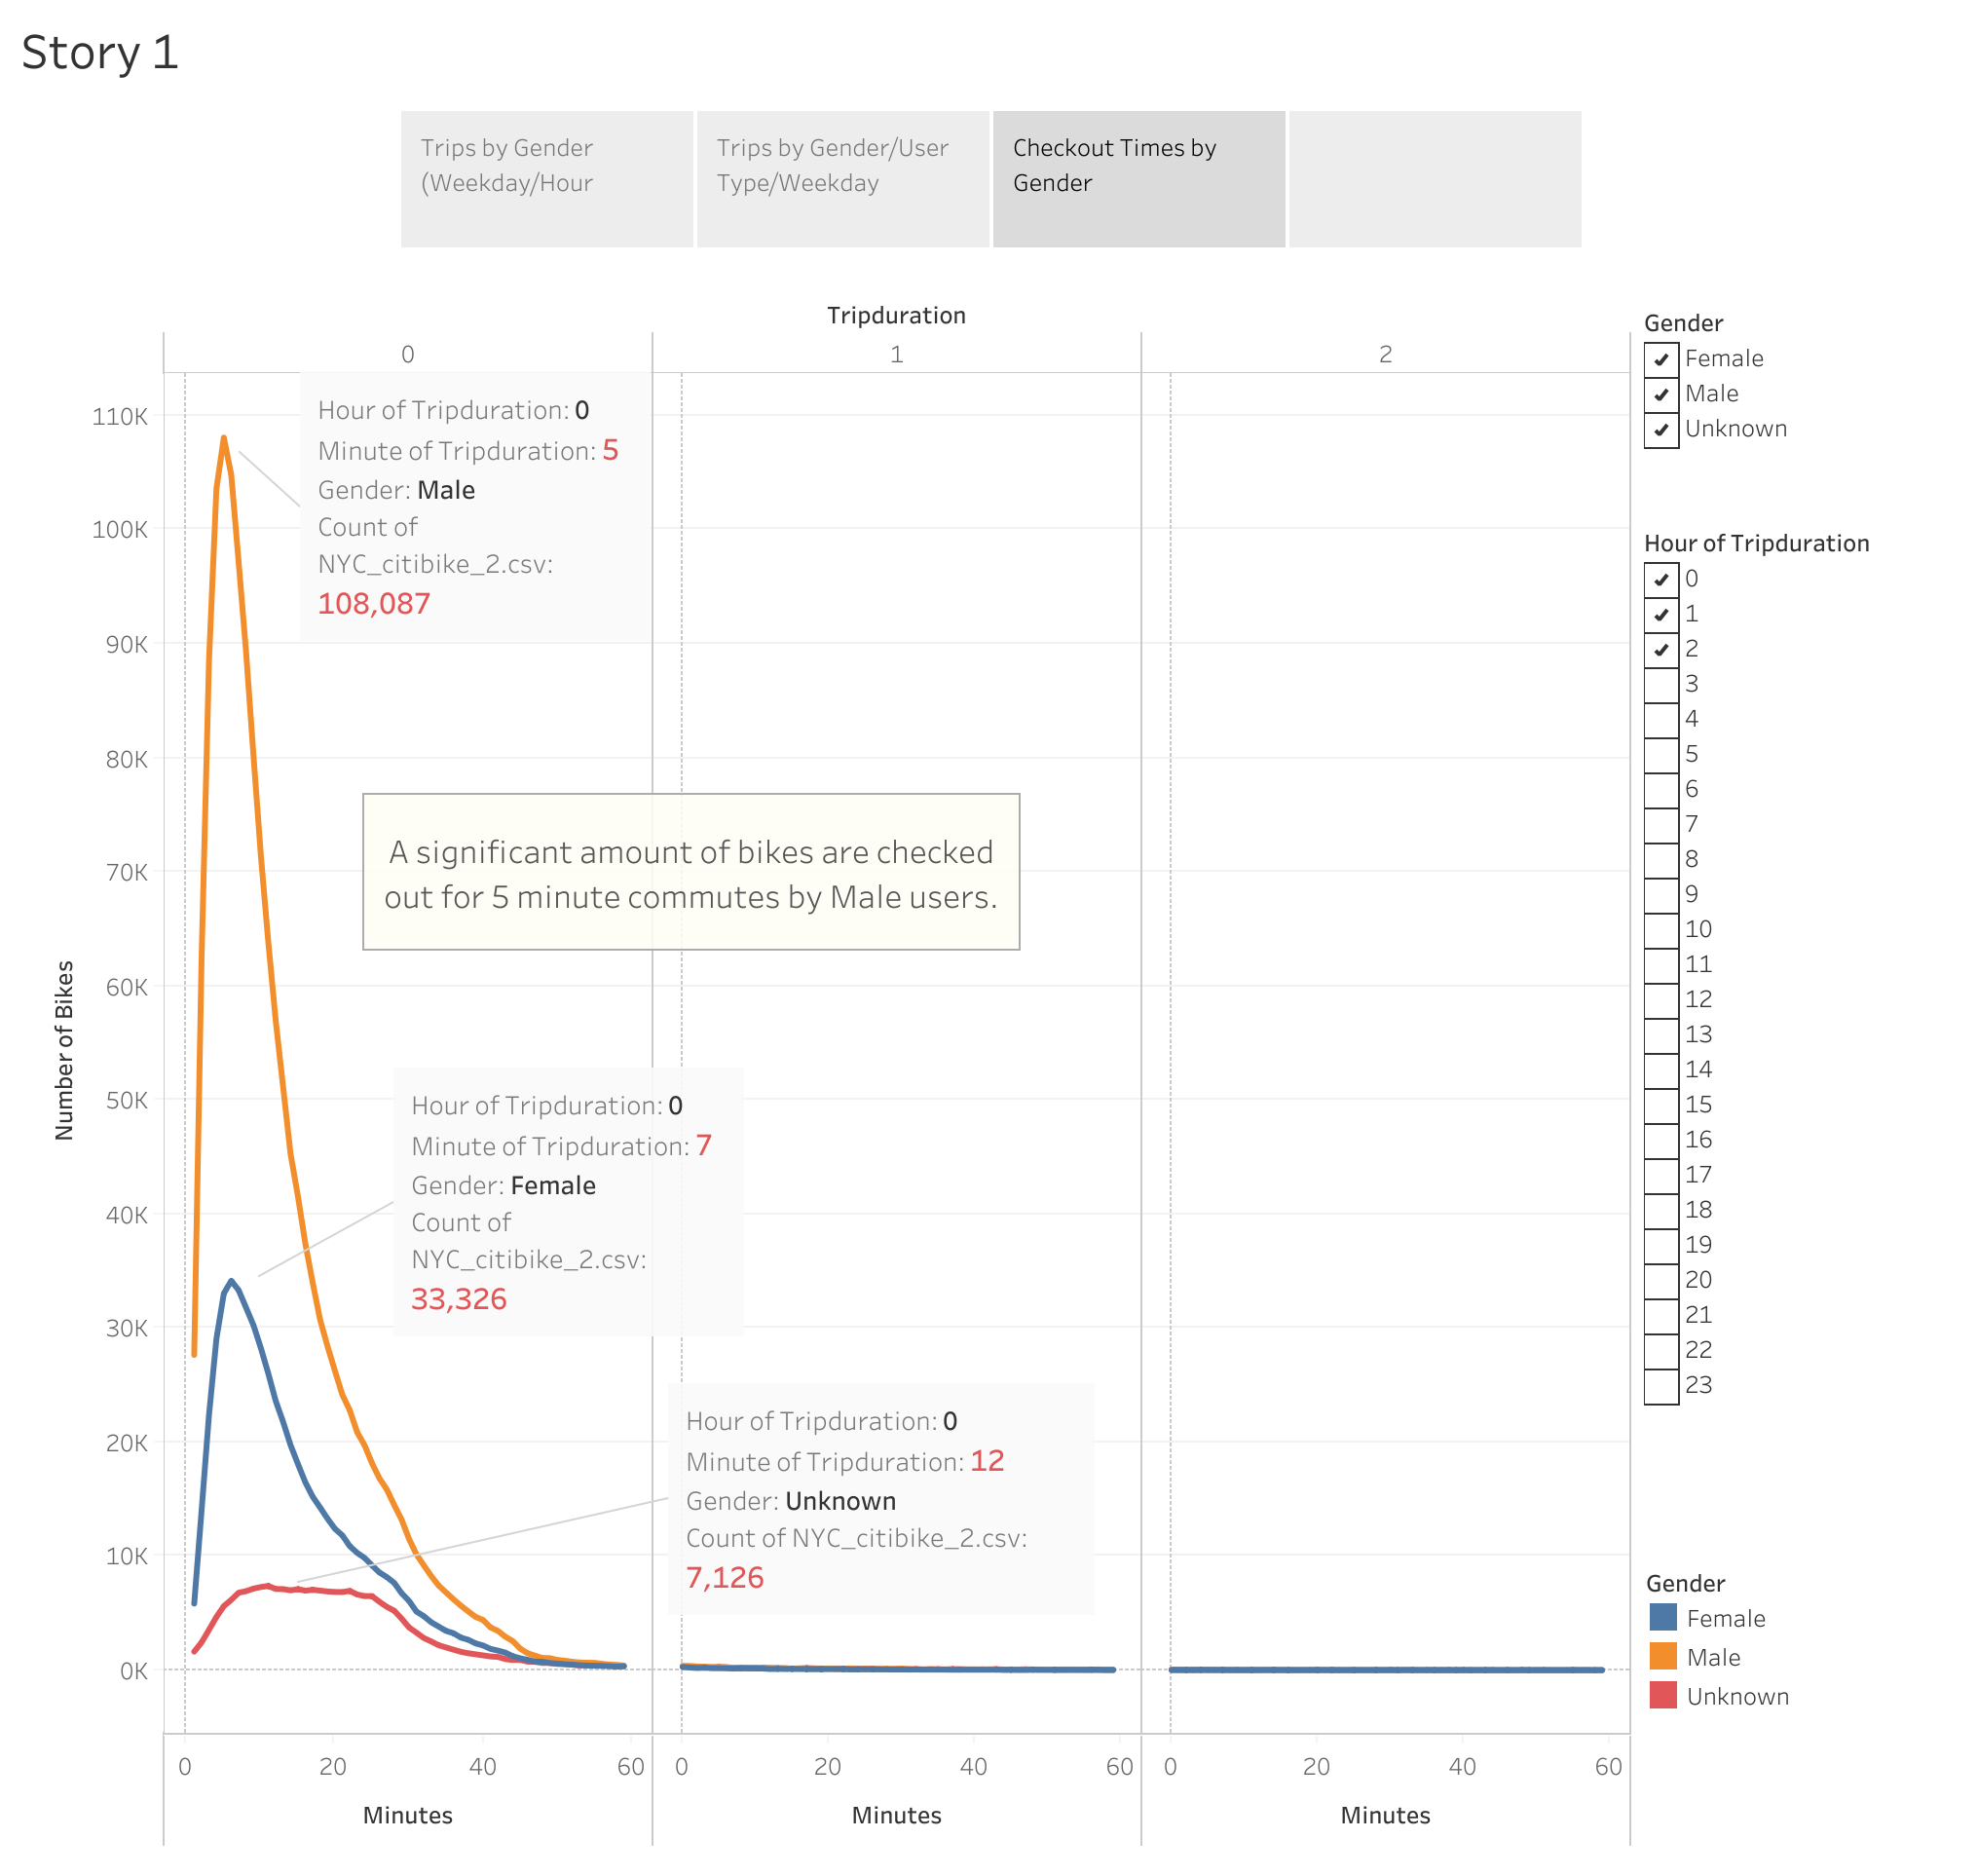 Story 1
Trips by Gender
(Weekday/Hour
Trips by Gender/User
Type/Weekday
Checkout Times by
Gender
Tripduration
0
1
2
Hour of Tripduration: 0
Minute of Tripduration: 5
Gender: Male
Count of
NYC_citibike_2.csv:
108,087
A significant amount of bikes are checked
out for 5 minute commutes by Male users.
Hour of Tripduration: 0
Minute of Tripduration: 7
Gender: Female
Count of
NYC_citibike_2.csv:
33,326
Hour of Tripduration: 0
Minute of Tripduration: 12
Gender: Unknown
Count of NYC_citibike_2.csv:
7,126
Number of Bikes
110K
100K
90K
80K
70K
60K
50K
40K
30K
20K
10K
0K
0 20 40 60 0 20 40 60 0 20 40 60
Minutes Minutes Minutes
Gender
Female
Male
Unknown
Hour of Tripduration
0
1
2
3
4
5
6
7
8
9
10
11
12
13
14
15
16
17
18
19
20
21
22
23
Gender
Female
Male
Unknown